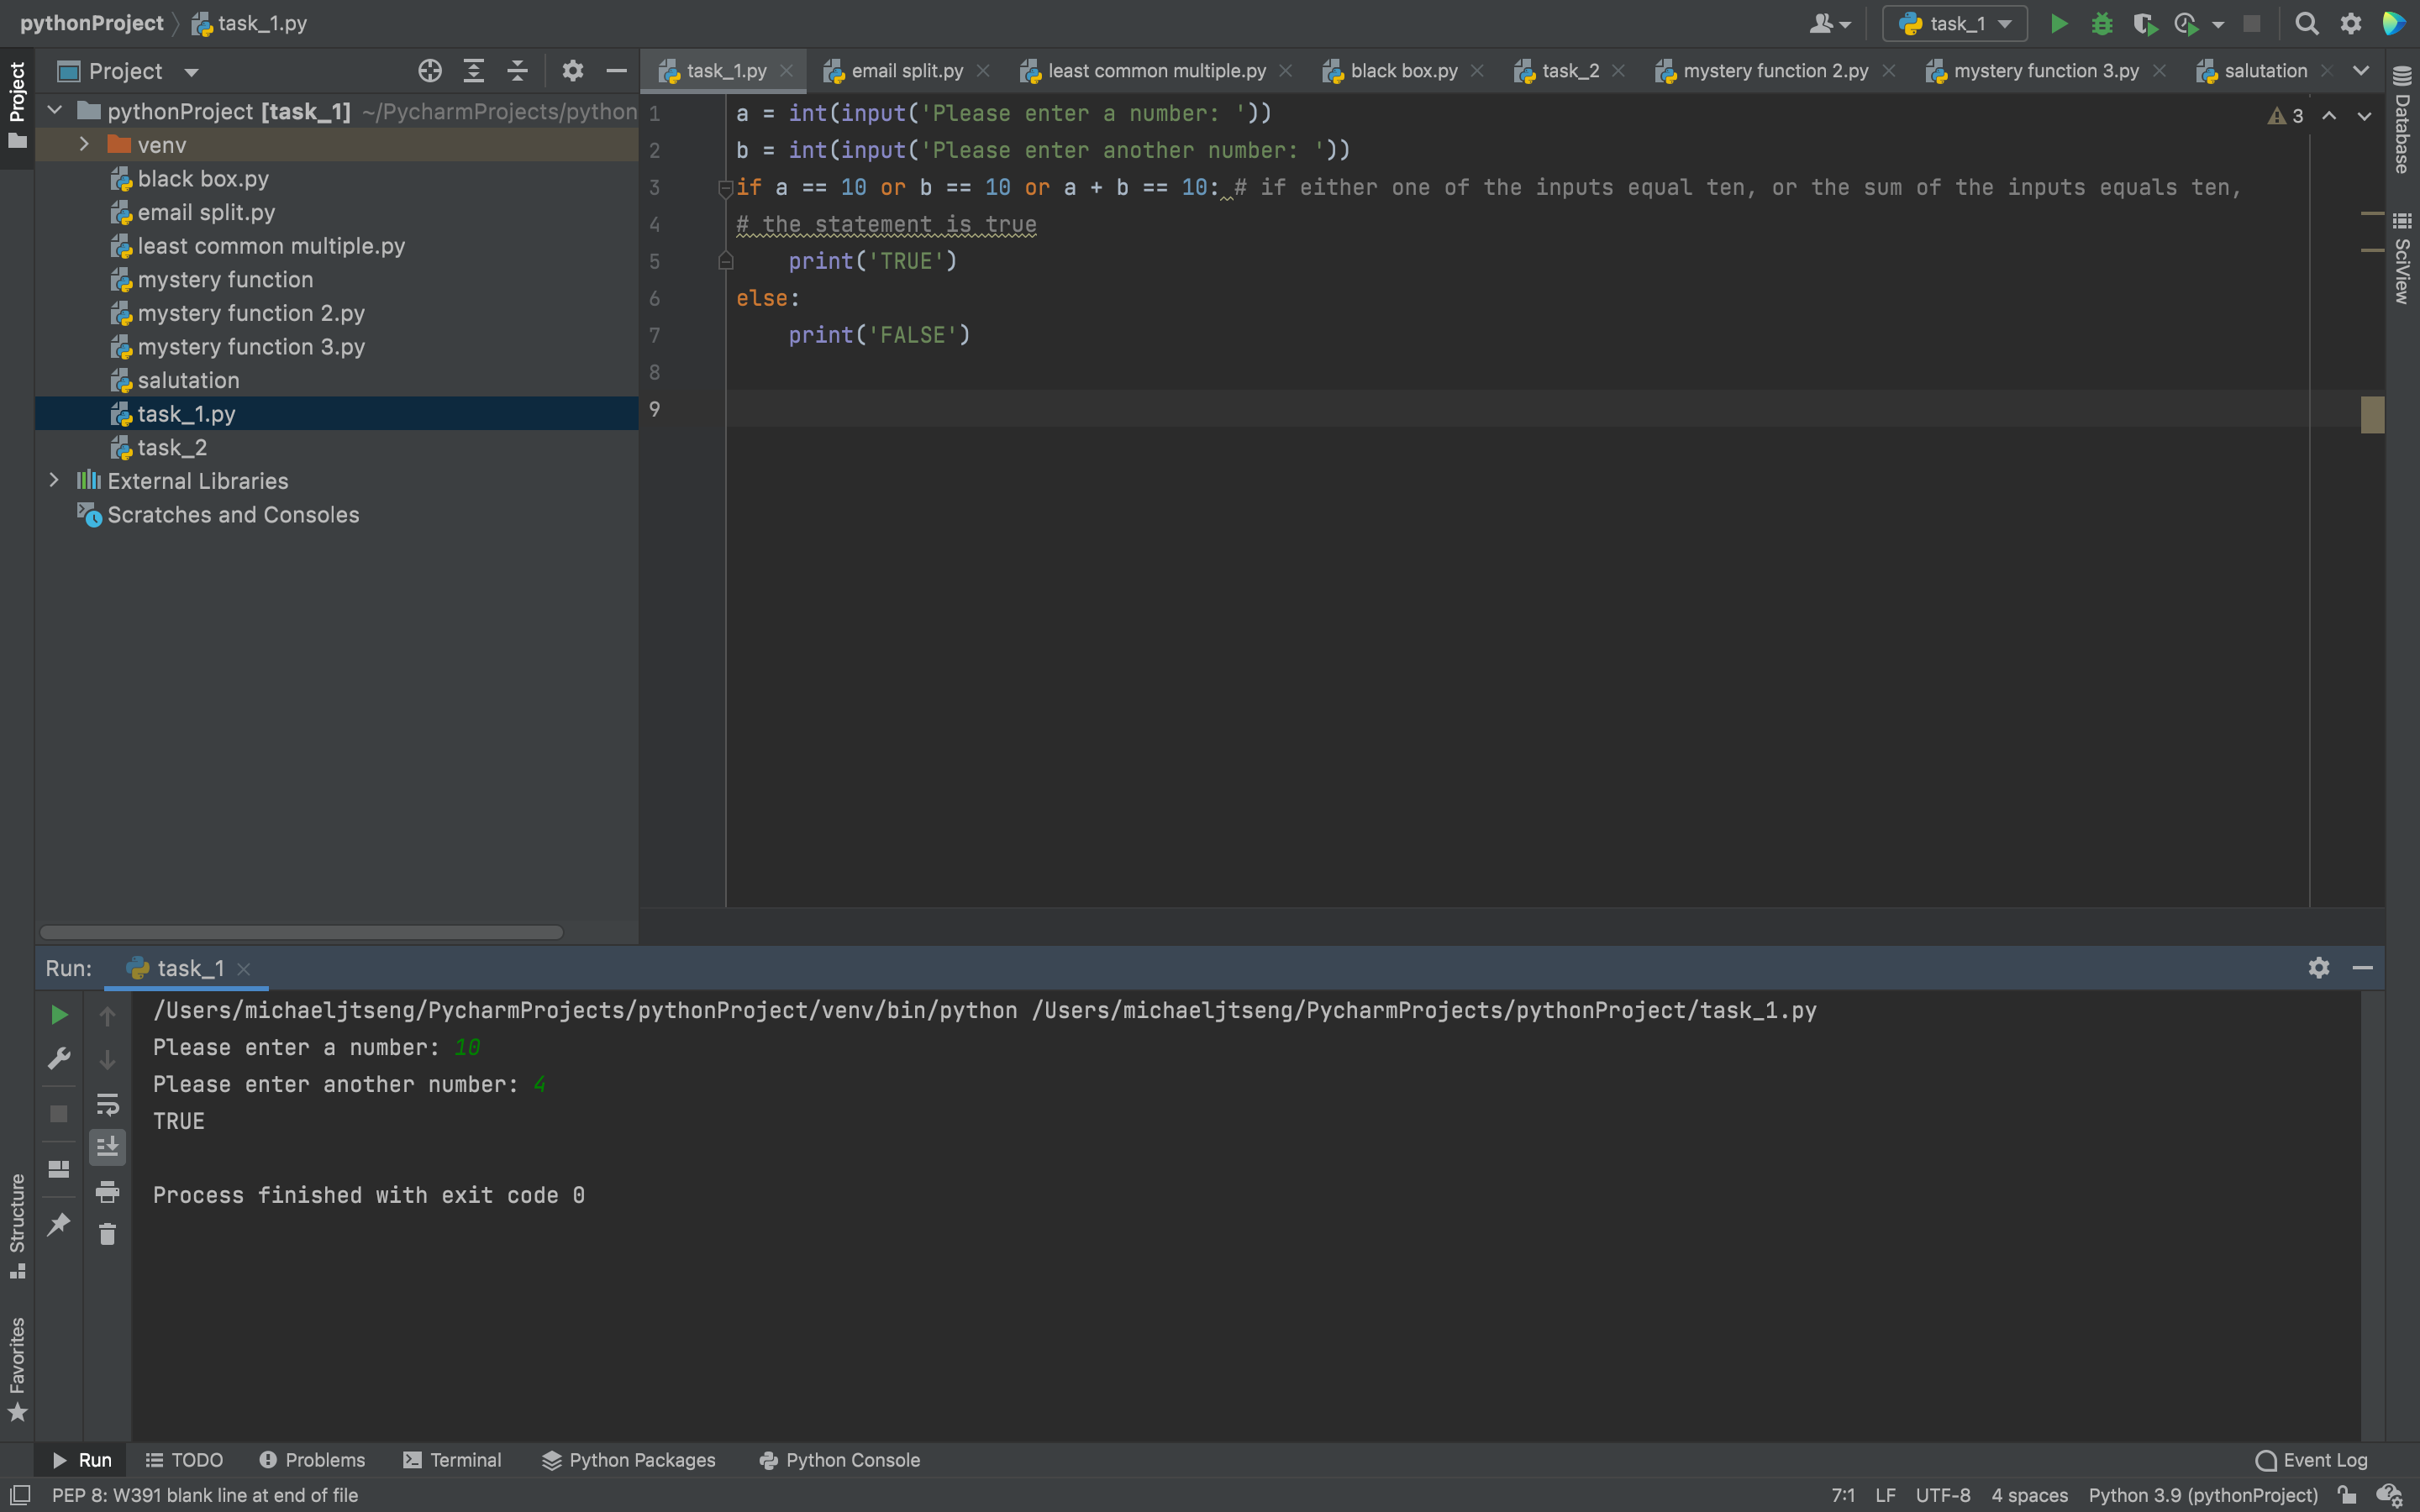 pythonProject task_1.py
task_1
Project
task_1.py email split.py least common multiple.py black box.py task_2 mystery function 2.py mystery function 3.py salutation
Project
pythonProject [task_1] ~/PycharmProjects/python
venv
black box.py
email split.py
least common multiple.py
mystery function
mystery function 2.py
mystery function 3.py
salutation
task_1.py
task_2
External Libraries
Scratches and Consoles
1 a = int(input('Please enter a number: '))
2 b = int(input('Please enter another number: '))
3 if a == 10 or b == 10 or a + b == 10: # if either one of the inputs equal ten, or the sum of the inputs equals ten,
4 # the statement is true
5 print('TRUE')
6 else:
7 print('FALSE')
8
9
3
Database
SciView
Run: task_1
/Users/michaeljtseng/PycharmProjects/pythonProject/venv/bin/python /Users/michaeljtseng/PycharmProjects/pythonProject/task_1.py
Please enter a number: 10
Please enter another number: 4
TRUE
Process finished with exit code 0
Structure
Favorites
Run TODO Problems Terminal Python Packages Python Console Event Log
PEP 8: W391 blank line at end of file 7:1 LF UTF-8 4 spaces Python 3.9 (pythonProject)